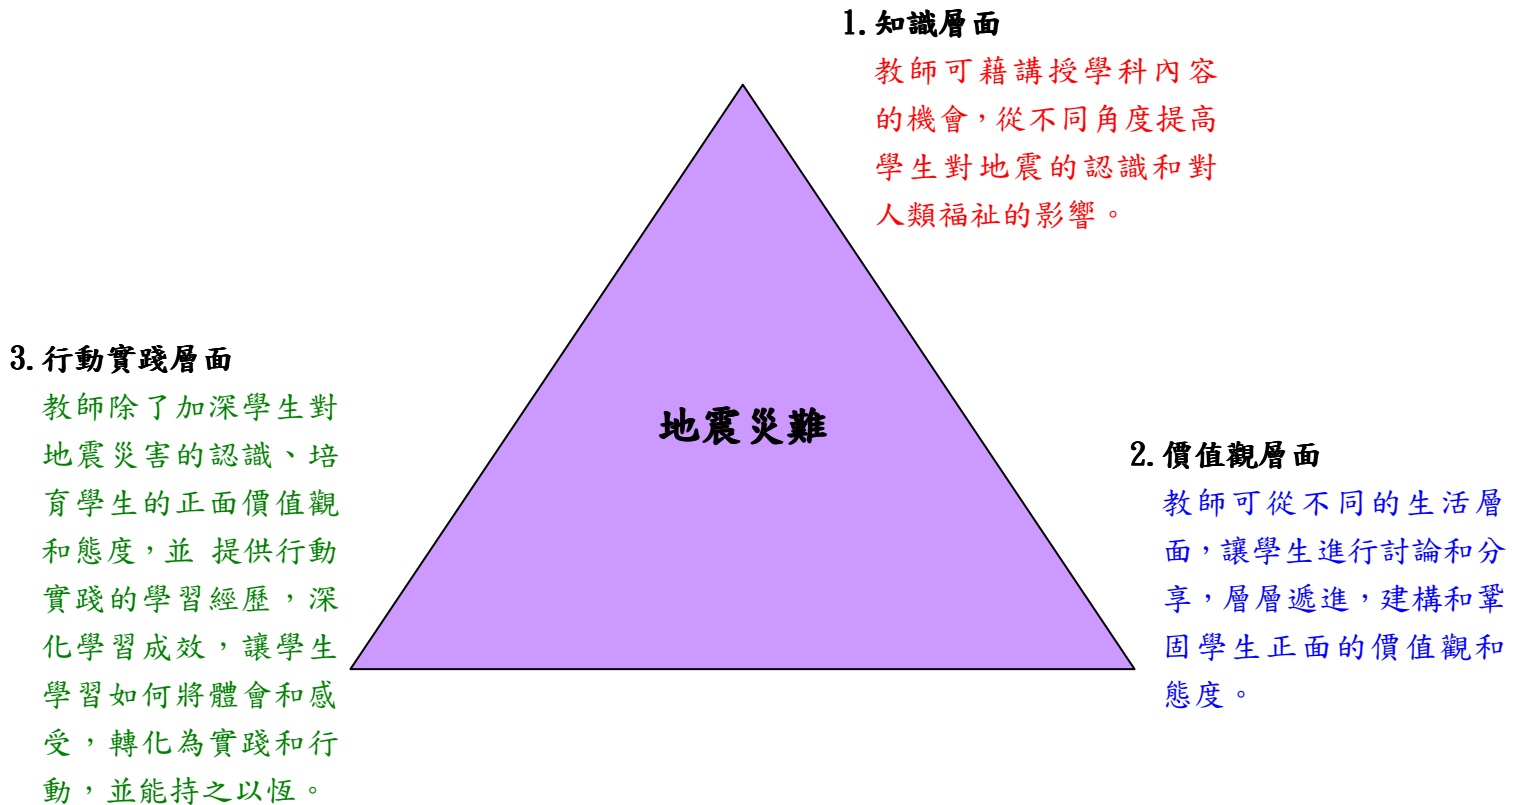 1.知識層面
教師可藉講授學科內容
的機會，從不同角度提高
學生對地震的認識和對
人類福祉的影響。
地震災難
2.價值觀層面
教師可從不同的生活層
面，讓學生進行討論和分
享，層層遞進，建構和鞏
固學生正面的價值觀和
態度。
3.行動實踐層面
教師除了加深學生對
地震災害的認識、培
育學生的正面價值觀
和態度，並 提供行動
實踐的學習經歷，深
化學習成效，讓學生
學習如何將體會和感
受，轉化為實踐和行
動，並能持之以恆。